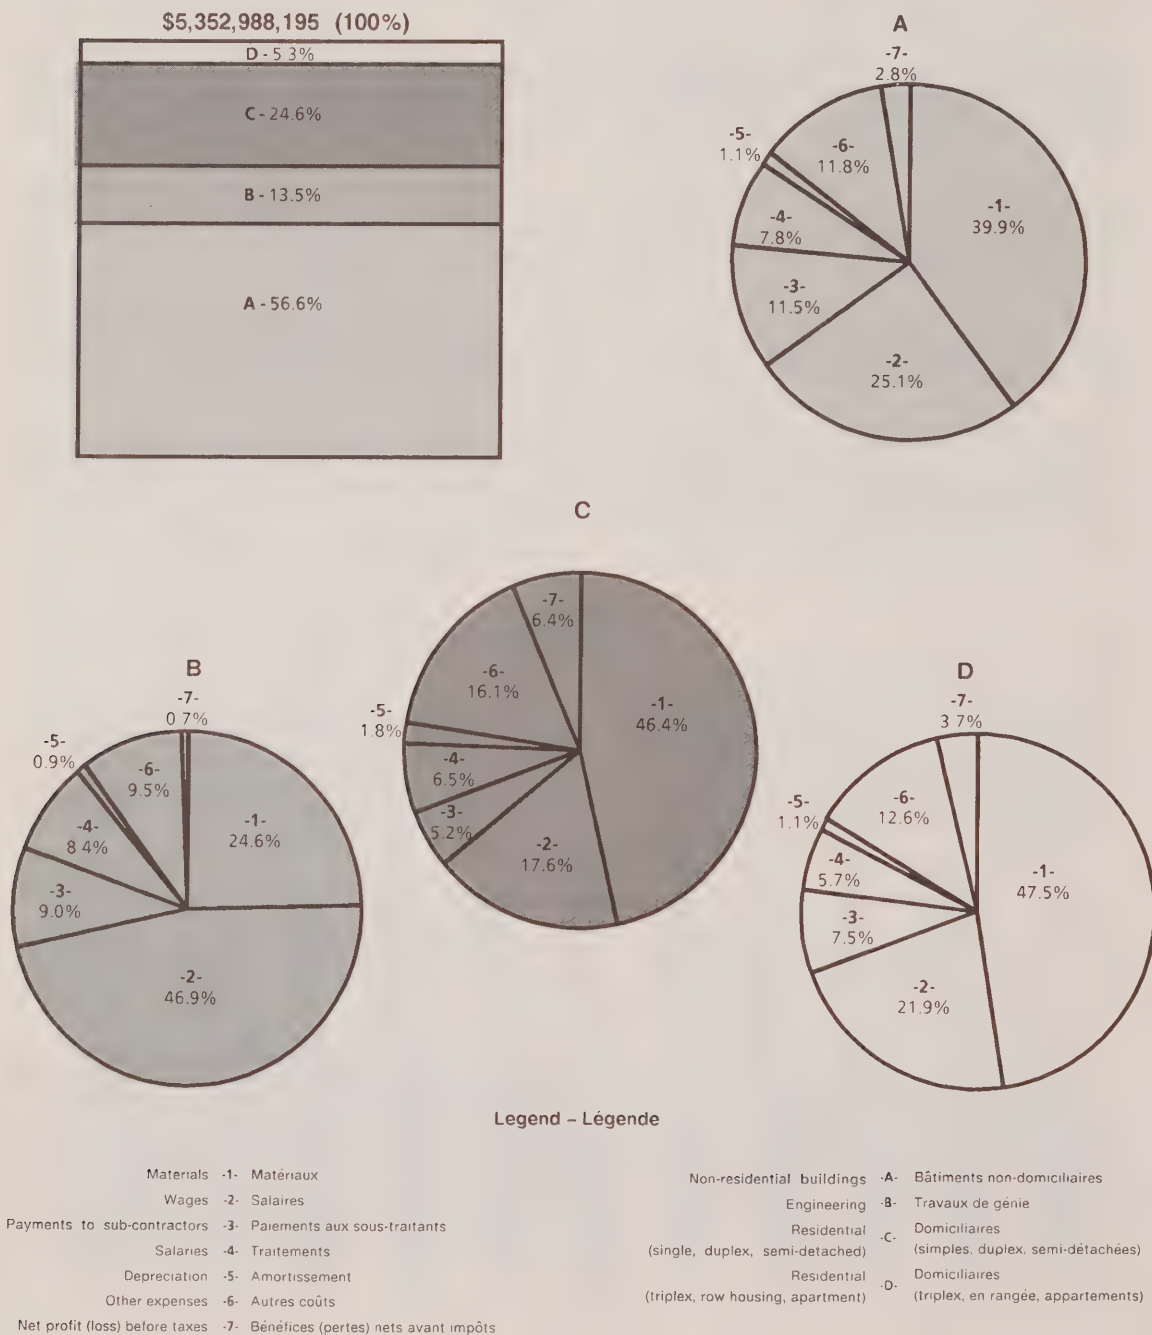 $5,352,988,195 (100%)
D - 5.3%
C - 24.6%
B - 13.5%
A - 56.6%
A
-7-
2.8%
-5-
1.1%
-6-
11.8%
-1-
39.9%
-4-
7.8%
-3-
11.5%
-2-
25.1%
C
-7-
6.4%
-6-
16.1%
-1-
46.4%
-5-
1.8%
-4-
6.5%
-3-
5.2%
-2-
17.6%
B
-7-
0.7%
-5-
0.9%
-6-
9.5%
-1-
24.6%
-4-
8.4%
-3-
9.0%
-2-
46.9%
D
-7-
3.7%
-6-
12.6%
-5-
1.1%
-1-
47.5%
-4-
5.7%
-3-
7.5%
-2-
21.9%
Legend – Légende
Materials -1- Matériaux
Wages -2- Salaires
Payments to sub-contractors -3- Paiements aux sous-traitants
Salaries -4- Traitements
Depreciation -5- Amortissement
Other expenses -6- Autres coûts
Net profit (loss) before taxes -7- Bénéfices (pertes) nets avant impôts
Non-residential buildings -A- Bâtiments non-domiciliaires
Engineering -B- Travaux de génie
Residential -C- Domiciliaires
(single, duplex, semi-detached) (simples, duplex, semi-détachées)
Residential -D- Domiciliaires
(triplex, row housing, apartment) (triplex, en rangée, appartements)